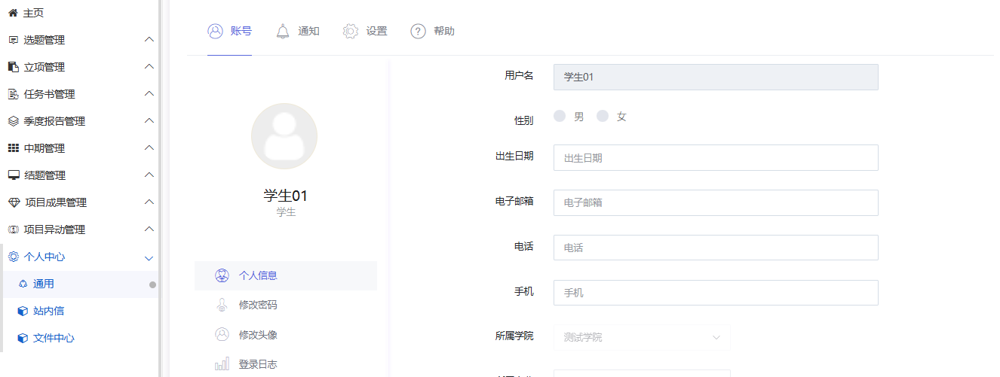 主页
选题管理
立项管理
任务书管理
季度报告管理
中期管理
结题管理
项目成果管理
项目异动管理
个人中心
通用
站内信
文件中心
账号 通知 设置 帮助
学生01
学生
个人信息
修改密码
修改头像
登录日志
用户名 学生01
性别 男 女
出生日期 出生日期
电子邮箱 电子邮箱
电话 电话
手机 手机
所属学院 测试学院